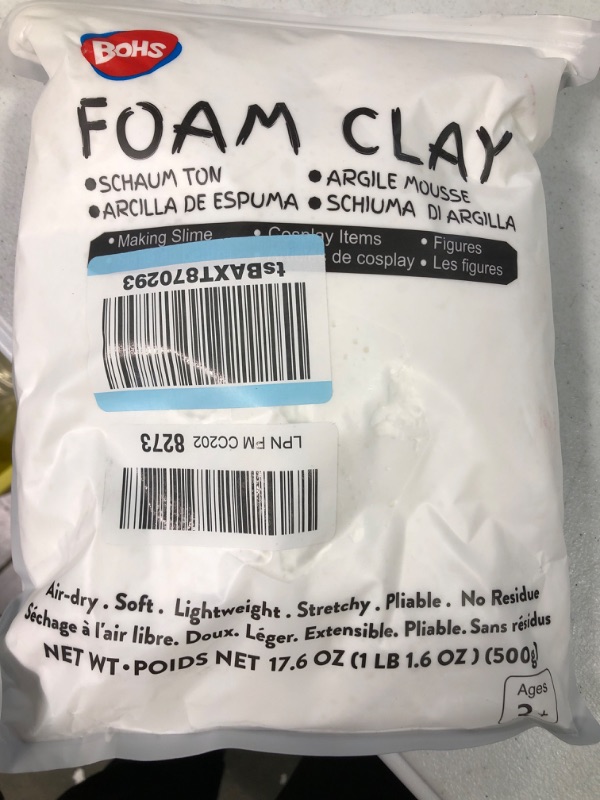 BOHS
FOAM CLAY
•SCHAUM TON •ARGILE MOUSSE
•ARCILLA DE ESPUMA •SCHIUMA DI ARGILLA
• Making Slime • Cosplay Items • Figures
de cosplay • Les figures
tsBAXT870293
LPN FM CC202 8273
Air-dry . Soft . Lightweight . Stretchy . Pliable . No Residue
Séchage à l'air libre. Doux. Léger. Extensible. Pliable. Sans résidus
NET WT•POIDS NET 17.6 OZ (1 LB 1.6 OZ) (500g)
Ages